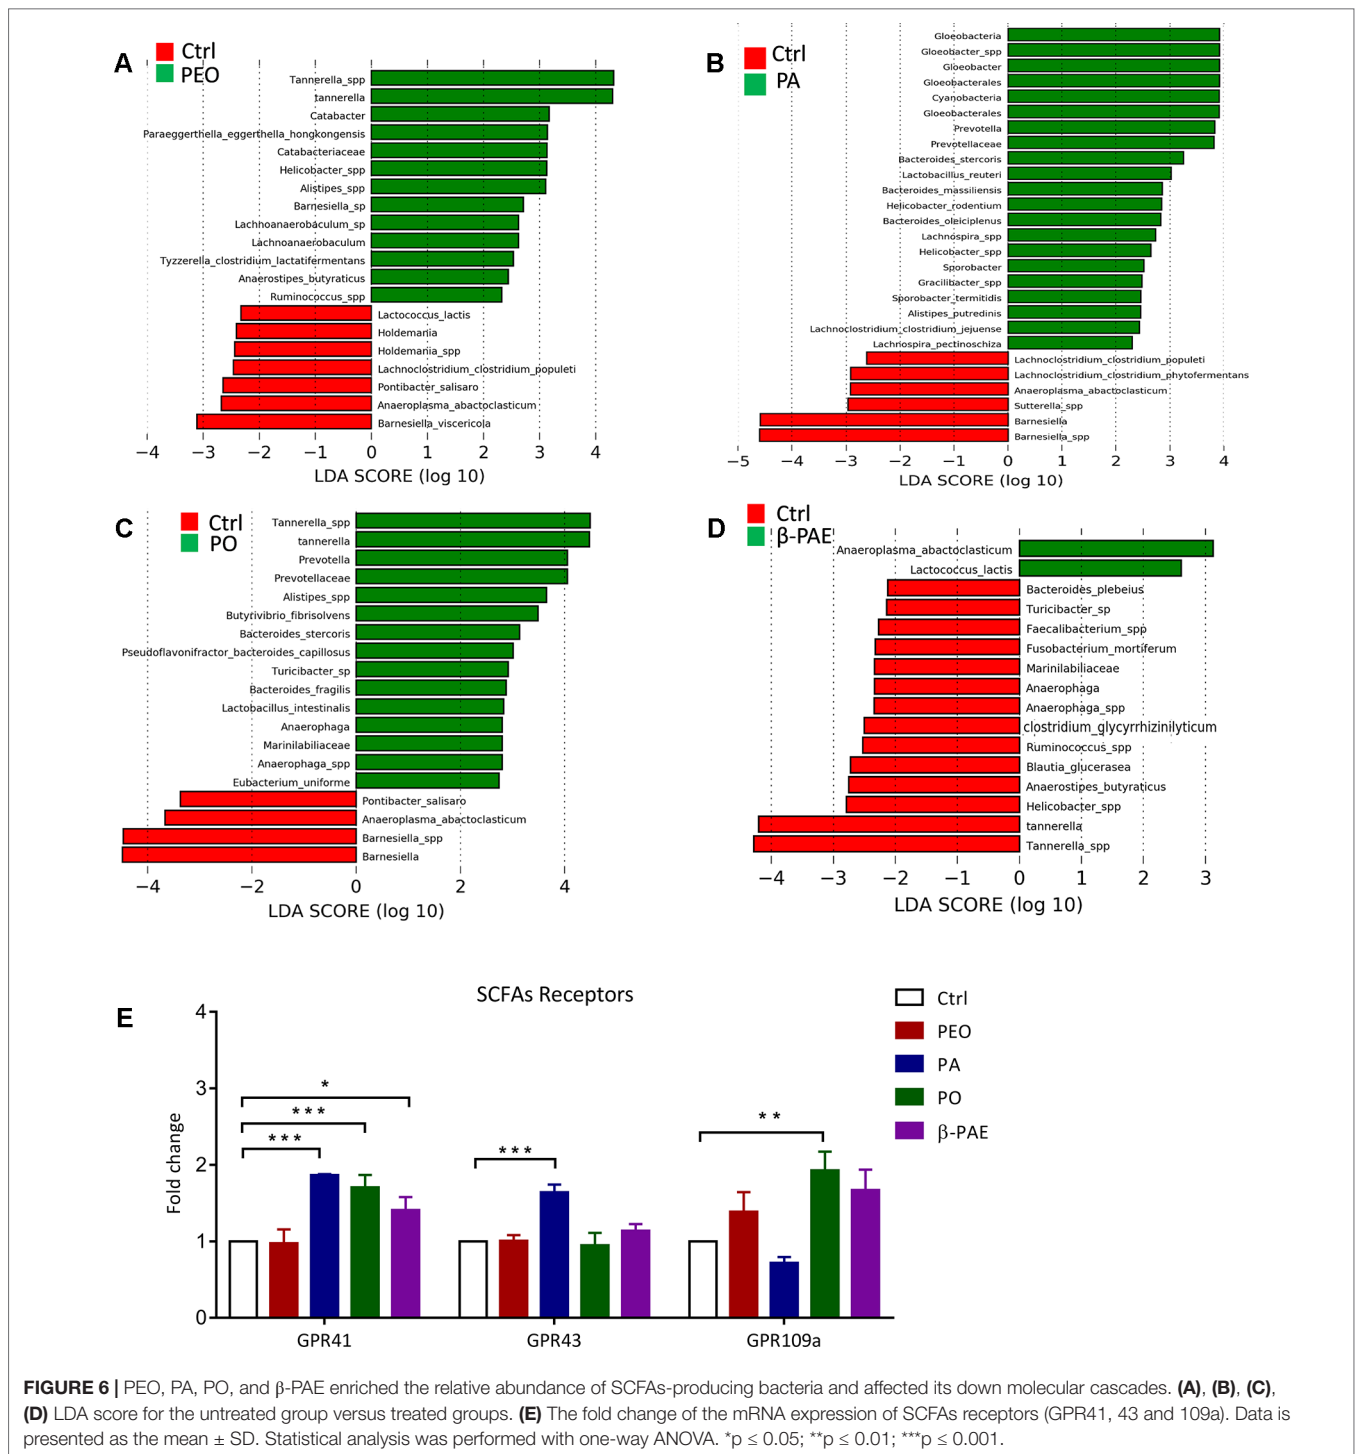 A
Ctrl
PEO
Tannerella_spp
tannerella
Catabacter
Paraeggerthella_eggerthella_hongkongensis
Catabacteriaceae
Helicobacter_spp
Alistipes_spp
Barnesiella_sp
Lachnoanaerobaculum_sp
Lachnoanaerobaculum
Tyzzerella_clostridium_lactatifermentans
Anaerostipes_butyraticus
Ruminococcus_spp
Lactococcus_lactis
Holdemania
Holdemania_spp
Lachnoclostridium_clostridium_populeti
Pontibacter_salisaro
Anaeroplasma_abactoclasticum
Barnesiella_viscericola
−4 −3 −2 −1 0 1 2 3 4
LDA SCORE (log 10)
B
Ctrl
PA
Gloeobacteria
Gloeobacter_spp
Gloeobacter
Gloeobacterales
Cyanobacteria
Gloeobacterales
Prevotella
Prevotellaceae
Bacteroides_stercoris
Lactobacillus_reuteri
Bacteroides_massiliensis
Helicobacter_rodentium
Bacteroides_oleiciplenus
Lachnospira_spp
Helicobacter_spp
Sporobacter
Gracilibacter_spp
Sporobacter_termitidis
Alistipes_putredinis
Lachnoclostridium_clostridium_jejuense
Lachnospira_pectinoschiza
Lachnoclostridium_clostridium_populeti
Lachnoclostridium_clostridium_phytofermentans
Anaeroplasma_abactoclasticum
Sutterella_spp
Barnesiella
Barnesiella_spp
−5 −4 −3 −2 −1 0 1 2 3 4
LDA SCORE (log 10)
C
Ctrl
PO
Tannerella_spp
tannerella
Prevotella
Prevotellaceae
Alistipes_spp
Butyrivibrio_fibrisolvens
Bacteroides_stercoris
Pseudoflavonifractor_bacteroides_capillosus
Turicibacter_sp
Bacteroides_fragilis
Lactobacillus_intestinalis
Anaerophaga
Marinilabiliaceae
Anaerophaga_spp
Eubacterium_uniforme
Pontibacter_salisaro
Anaeroplasma_abactoclasticum
Barnesiella_spp
Barnesiella
−4 −2 0 2 4
LDA SCORE (log 10)
D
Ctrl
β-PAE
Anaeroplasma_abactoclasticum
Lactococcus_lactis
Bacteroides_plebeius
Turicibacter_sp
Faecalibacterium_spp
Fusobacterium_mortiferum
Marinilabiliaceae
Anaerophaga
Anaerophaga_spp
clostridium_glycyrrhizinilyticum
Ruminococcus_spp
Blautia_glucerasea
Anaerostipes_butyraticus
Helicobacter_spp
tannerella
Tannerella_spp
−4 −3 −2 −1 0 1 2 3
LDA SCORE (log 10)
E
SCFAs Receptors
Fold change
4
3
2
1
0
*
***
***
***
**
GPR41 GPR43 GPR109a
Ctrl
PEO
PA
PO
β-PAE
FIGURE 6 | PEO, PA, PO, and β-PAE enriched the relative abundance of SCFAs-producing bacteria and affected its down molecular cascades. (A), (B), (C),
(D) LDA score for the untreated group versus treated groups. (E) The fold change of the mRNA expression of SCFAs receptors (GPR41, 43 and 109a). Data is
presented as the mean ± SD. Statistical analysis was performed with one-way ANOVA. *p ≤ 0.05; **p ≤ 0.01; ***p ≤ 0.001.